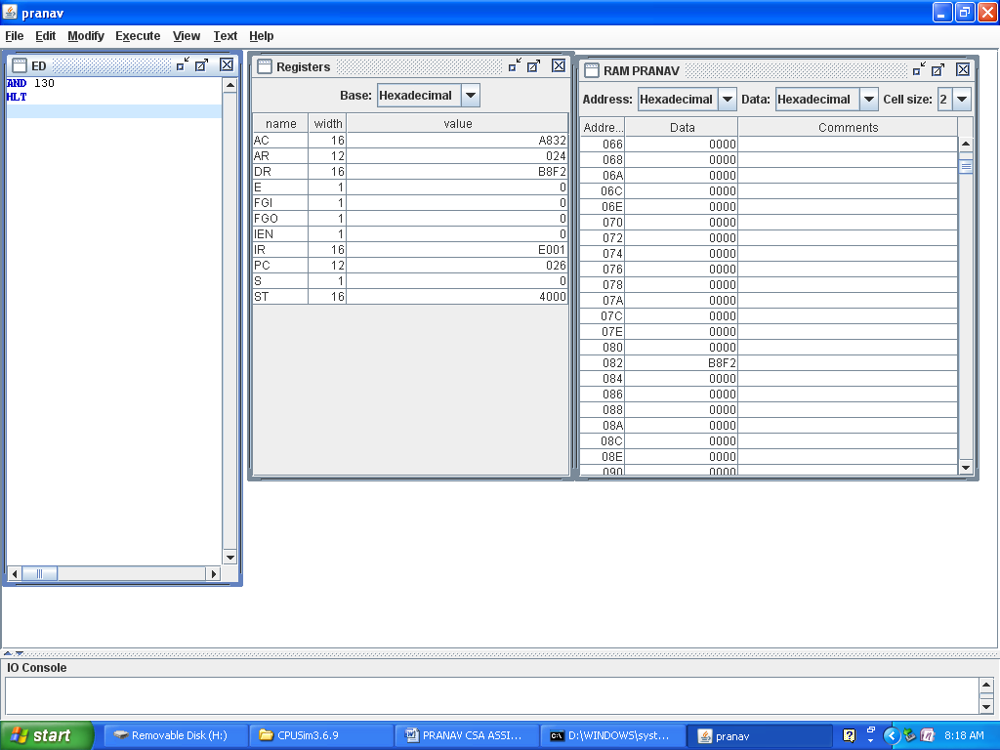 pranav
File Edit Modify Execute View Text Help
ED
AND 130
HLT
Registers
Base: Hexadecimal
name width value
AC 16 A832
AR 12 024
DR 16 B8F2
E 1 0
FGI 1 0
FGO 1 0
IEN 1 0
IR 16 E001
PC 12 026
S 1 0
ST 16 4000
RAM PRANAV
Address: Hexadecimal Data: Hexadecimal Cell size: 2
Addre... Data Comments
066 0000
068 0000
06A 0000
06C 0000
06E 0000
070 0000
072 0000
074 0000
076 0000
078 0000
07A 0000
07C 0000
07E 0000
080 0000
082 B8F2
084 0000
086 0000
088 0000
08A 0000
08C 0000
08E 0000
090 0000
IO Console
start Removable Disk (H:) CPUSim3.6.9 PRANAV CSA ASSI... D:\WINDOWS\syst... pranav 8:18 AM